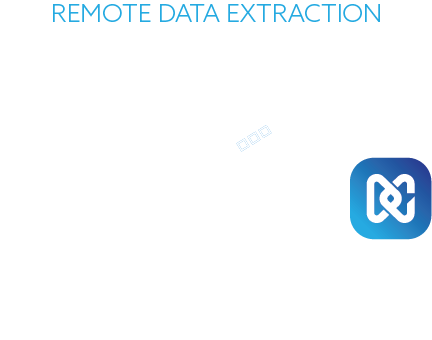 REMOTE DATA EXTRACTION